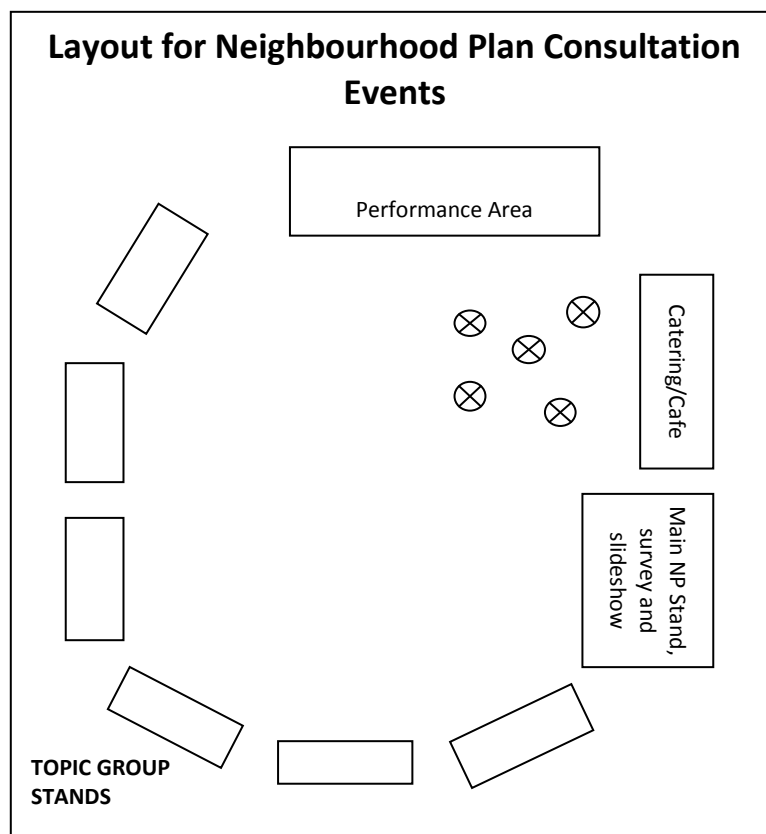 Layout for Neighbourhood Plan Consultation
Events
Performance Area
Catering/Cafe
Main NP Stand,
survey and
slideshow
TOPIC GROUP
STANDS